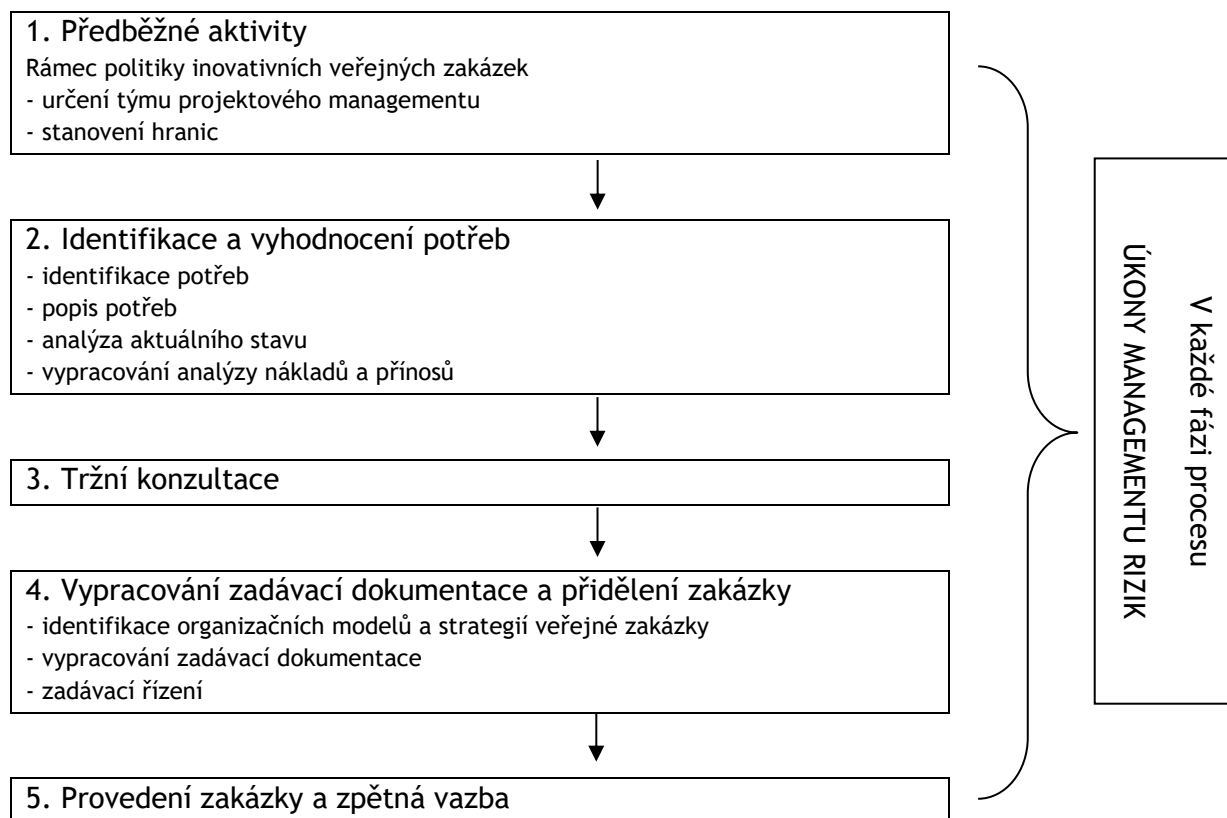 1. Předběžné aktivity
Rámec politiky inovativních veřejných zakázek
- určení týmu projektového managementu
- stanovení hranic
2. Identifikace a vyhodnocení potřeb
- identifikace potřeb
- popis potřeb
- analýza aktuálního stavu
- vypracování analýzy nákladů a přínosů
3. Tržní konzultace
4. Vypracování zadávací dokumentace a přidělení zakázky
- identifikace organizačních modelů a strategií veřejné zakázky
- vypracování zadávací dokumentace
- zadávací řízení
5. Provedení zakázky a zpětná vazba
V každé fázi procesu
ÚKONY MANAGEMENTU RIZIK